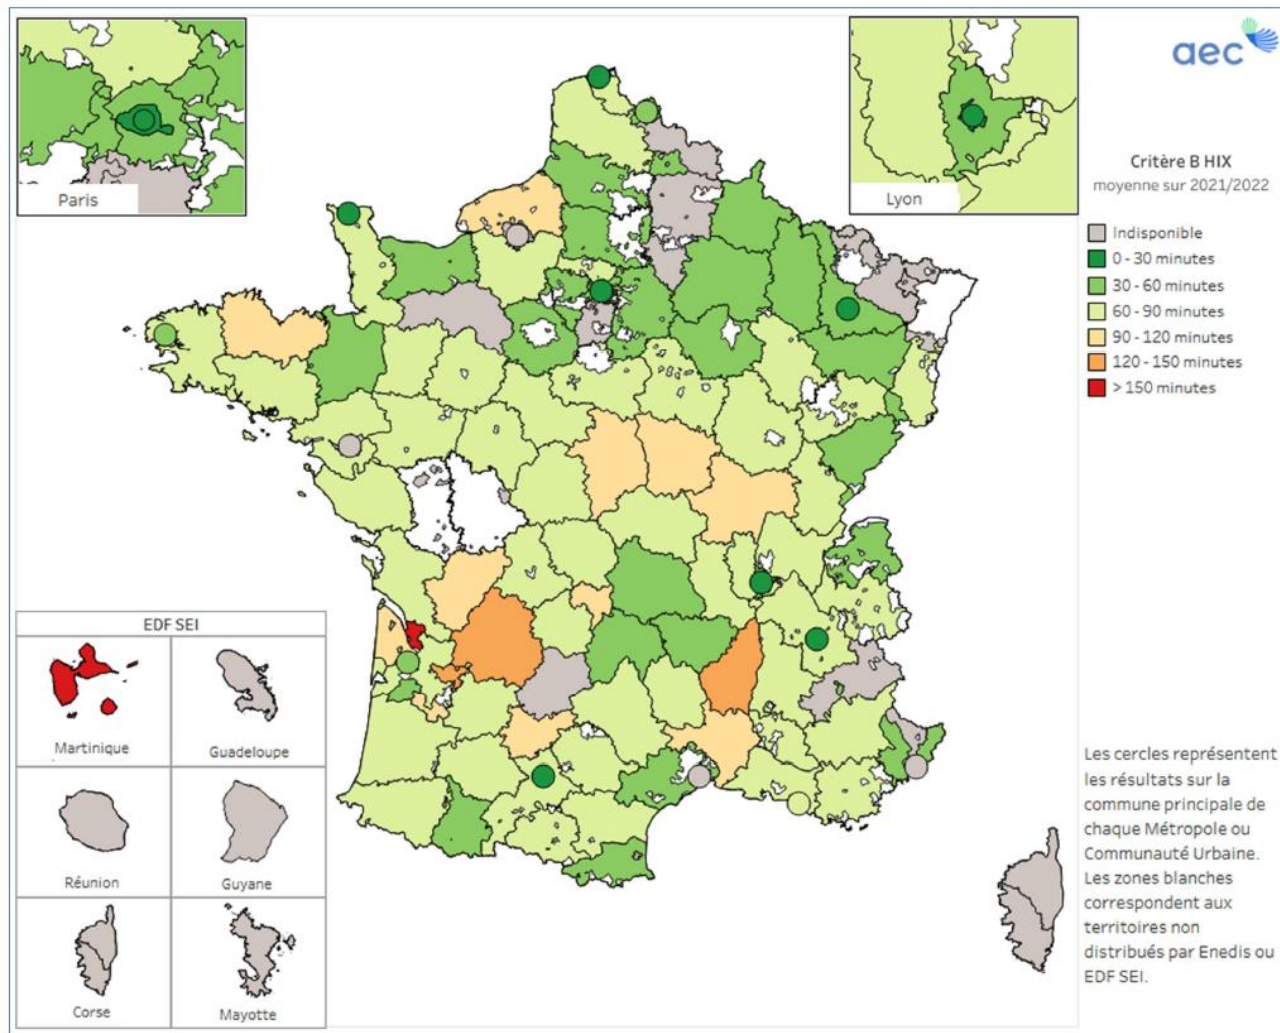 Paris
Lyon
aec
Critère B HIX
moyenne sur 2021/2022
Indisponible
0 - 30 minutes
30 - 60 minutes
60 - 90 minutes
90 - 120 minutes
120 - 150 minutes
> 150 minutes
EDF SEI
Martinique
Guadeloupe
Réunion
Guyane
Corse
Mayotte
Les cercles représentent
les résultats sur la
commune principale de
chaque Métropole ou
Communauté Urbaine.
Les zones blanches
correspondent aux
territoires non
distribués par Enedis ou
EDF SEI.